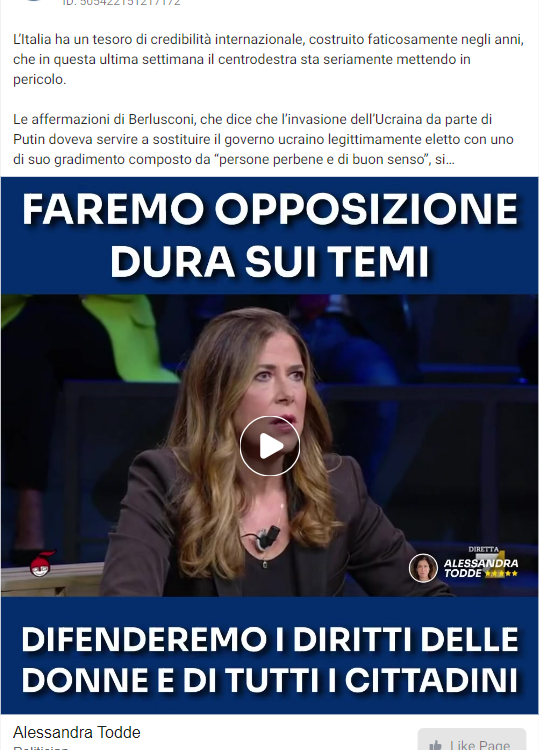 ID: 505422151217172
L'Italia ha un tesoro di credibilità internazionale, costruito faticosamente negli anni,
che in questa ultima settimana il centrodestra sta seriamente mettendo in
pericolo.
Le affermazioni di Berlusconi, che dice che l'invasione dell'Ucraina da parte di
Putin doveva servire a sostituire il governo ucraino legittimamente eletto con uno
di suo gradimento composto da “persone perbene e di buon senso”, si...
FAREMO OPPOSIZIONE
DURA SUI TEMI
DIRETTA
ALESSANDRA
TODDE
DIFENDEREMO I DIRITTI DELLE
DONNE E DI TUTTI I CITTADINI
Alessandra Todde
Politician
Like Page